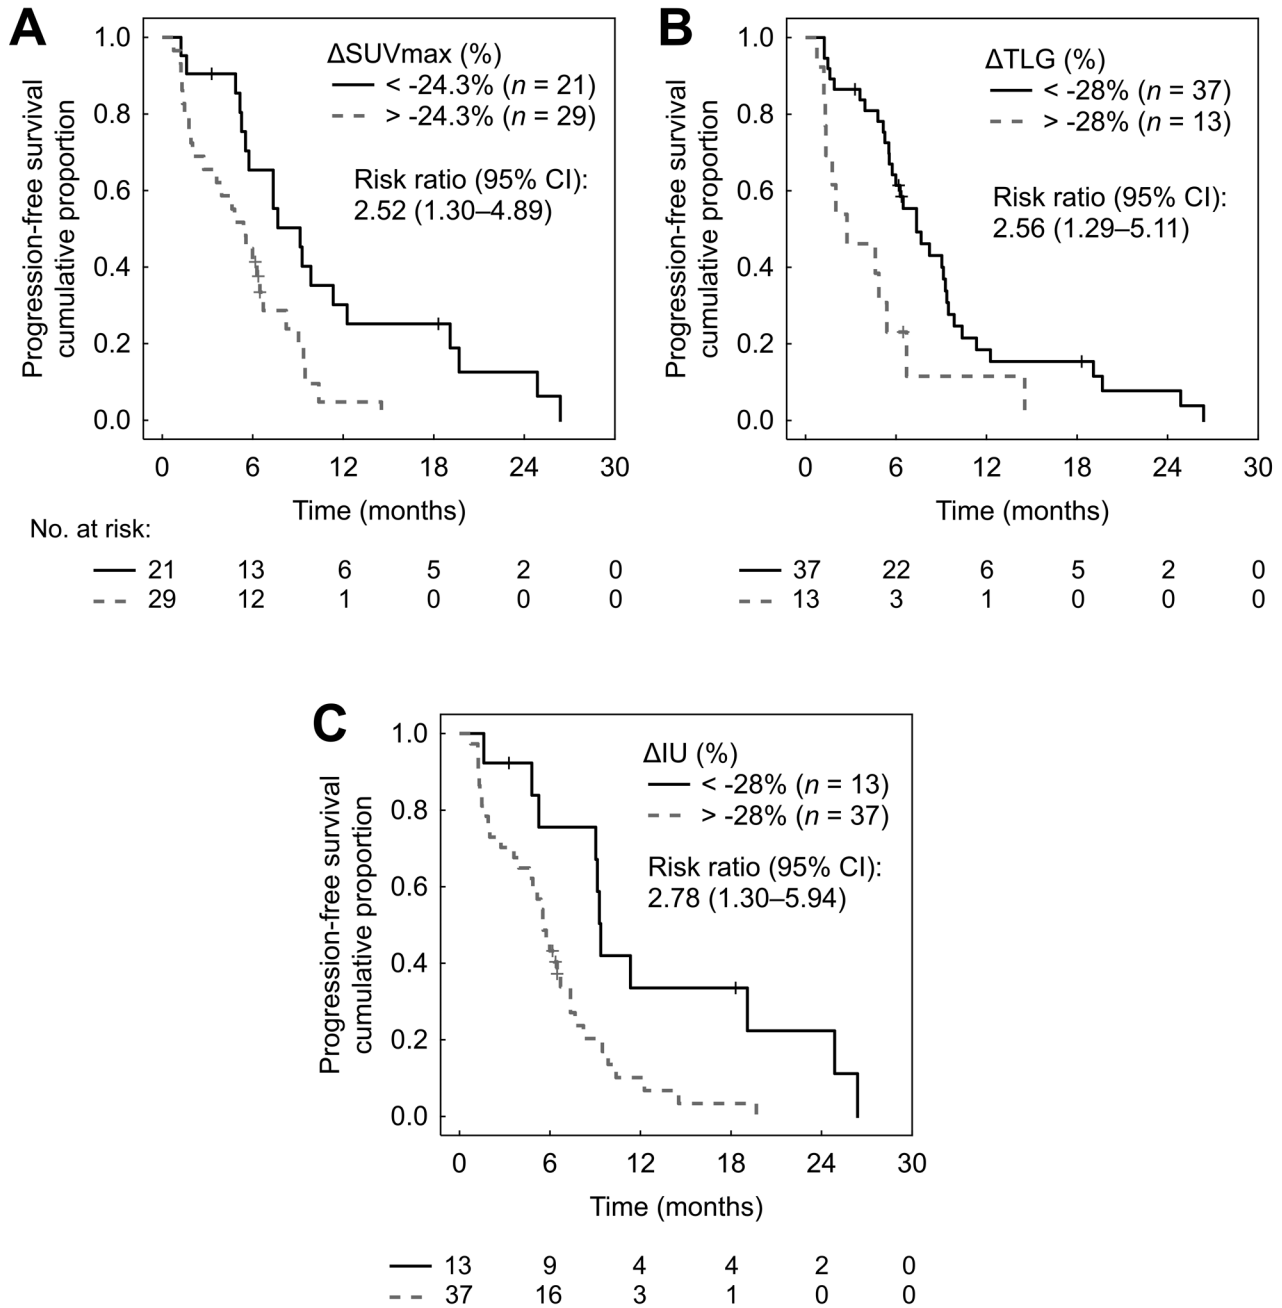 A
Progression-free survival
cumulative proportion
1.0
0.8
0.6
0.4
0.2
0.0
ΔSUVmax (%)
< -24.3% (n = 21)
> -24.3% (n = 29)
Risk ratio (95% CI):
2.52 (1.30–4.89)
0 6 12 18 24 30
Time (months)
No. at risk:
21 13 6 5 2 0
29 12 1 0 0 0
B
Progression-free survival
cumulative proportion
1.0
0.8
0.6
0.4
0.2
0.0
ΔTLG (%)
< -28% (n = 37)
> -28% (n = 13)
Risk ratio (95% CI):
2.56 (1.29–5.11)
0 6 12 18 24 30
Time (months)
37 22 6 5 2 0
13 3 1 0 0 0
C
Progression-free survival
cumulative proportion
1.0
0.8
0.6
0.4
0.2
0.0
ΔIU (%)
< -28% (n = 13)
> -28% (n = 37)
Risk ratio (95% CI):
2.78 (1.30–5.94)
0 6 12 18 24 30
Time (months)
13 9 4 4 2 0
37 16 3 1 0 0